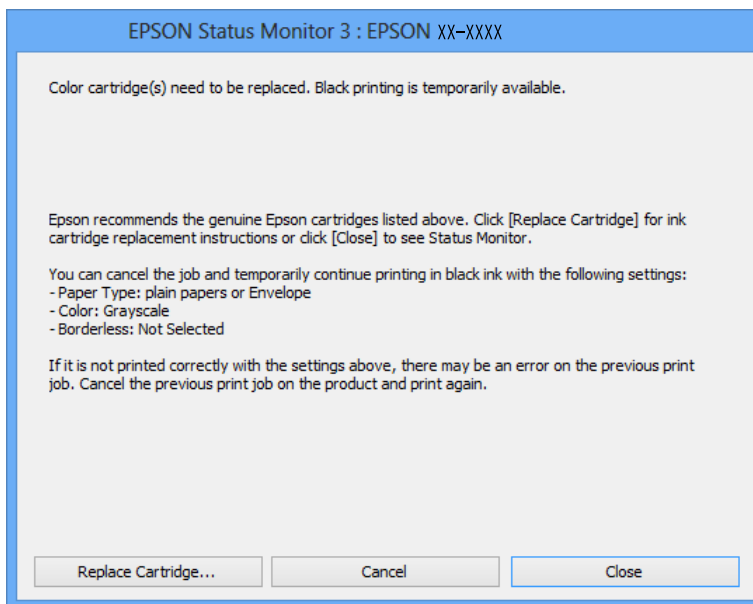 EPSON Status Monitor 3 : EPSON XX-XXXX
Color cartridge(s) need to be replaced. Black printing is temporarily available.
Epson recommends the genuine Epson cartridges listed above. Click [Replace Cartridge] for ink
cartridge replacement instructions or click [Close] to see Status Monitor.
You can cancel the job and temporarily continue printing in black ink with the following settings:
- Paper Type: plain papers or Envelope
- Color: Grayscale
- Borderless: Not Selected
If it is not printed correctly with the settings above, there may be an error on the previous print
job. Cancel the previous print job on the product and print again.
Replace Cartridge... Cancel Close